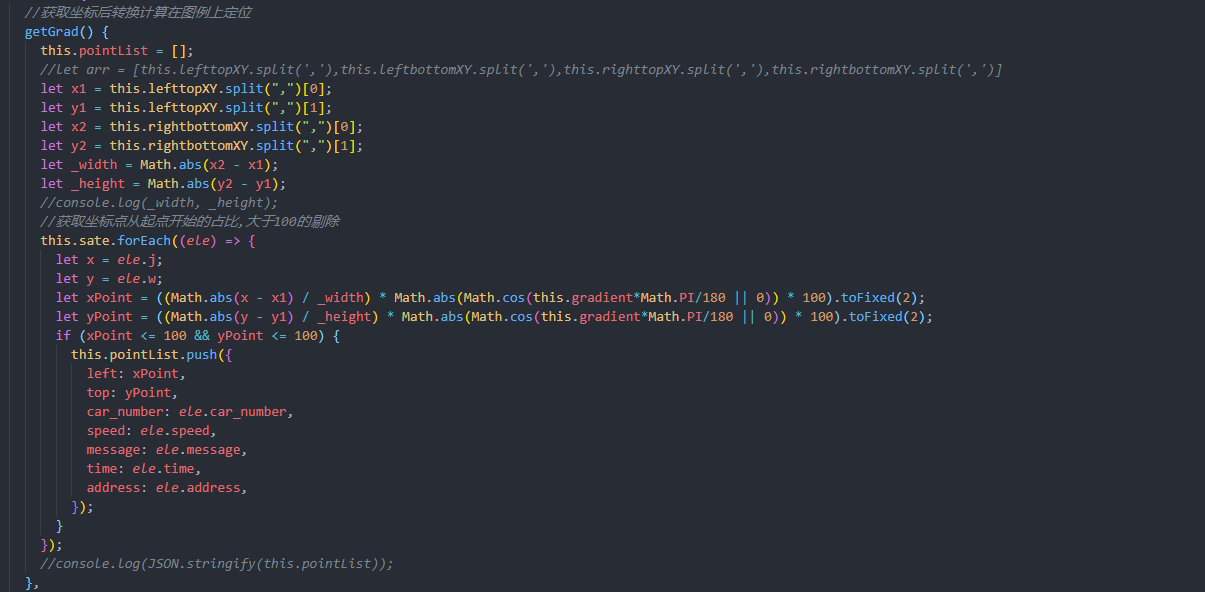 //获取坐标后转换计算在图例上定位
getGrad() {
this.pointList = [];
//let arr = [this.lefttopXY.split(','),this.leftbottomXY.split(','),this.righttopXY.split(','),this.rightbottomXY.split(',')]
let x1 = this.lefttopXY.split(",")[0];
let y1 = this.lefttopXY.split(",")[1];
let x2 = this.rightbottomXY.split(",")[0];
let y2 = this.rightbottomXY.split(",")[1];
let _width = Math.abs(x2 - x1);
let _height = Math.abs(y2 - y1);
//console.log(_width, _height);
//获取坐标点从起点开始的占比,大于100的剔除
this.sate.forEach((ele) => {
let x = ele.j;
let y = ele.w;
let xPoint = ((Math.abs(x - x1) / _width) * Math.abs(Math.cos(this.gradient*Math.PI/180 || 0)) * 100).toFixed(2);
let yPoint = ((Math.abs(y - y1) / _height) * Math.abs(Math.cos(this.gradient*Math.PI/180 || 0)) * 100).toFixed(2);
if (xPoint <= 100 && yPoint <= 100) {
this.pointList.push({
left: xPoint,
top: yPoint,
car_number: ele.car_number,
speed: ele.speed,
message: ele.message,
time: ele.time,
address: ele.address,
});
}
});
//console.log(JSON.stringify(this.pointList));
},